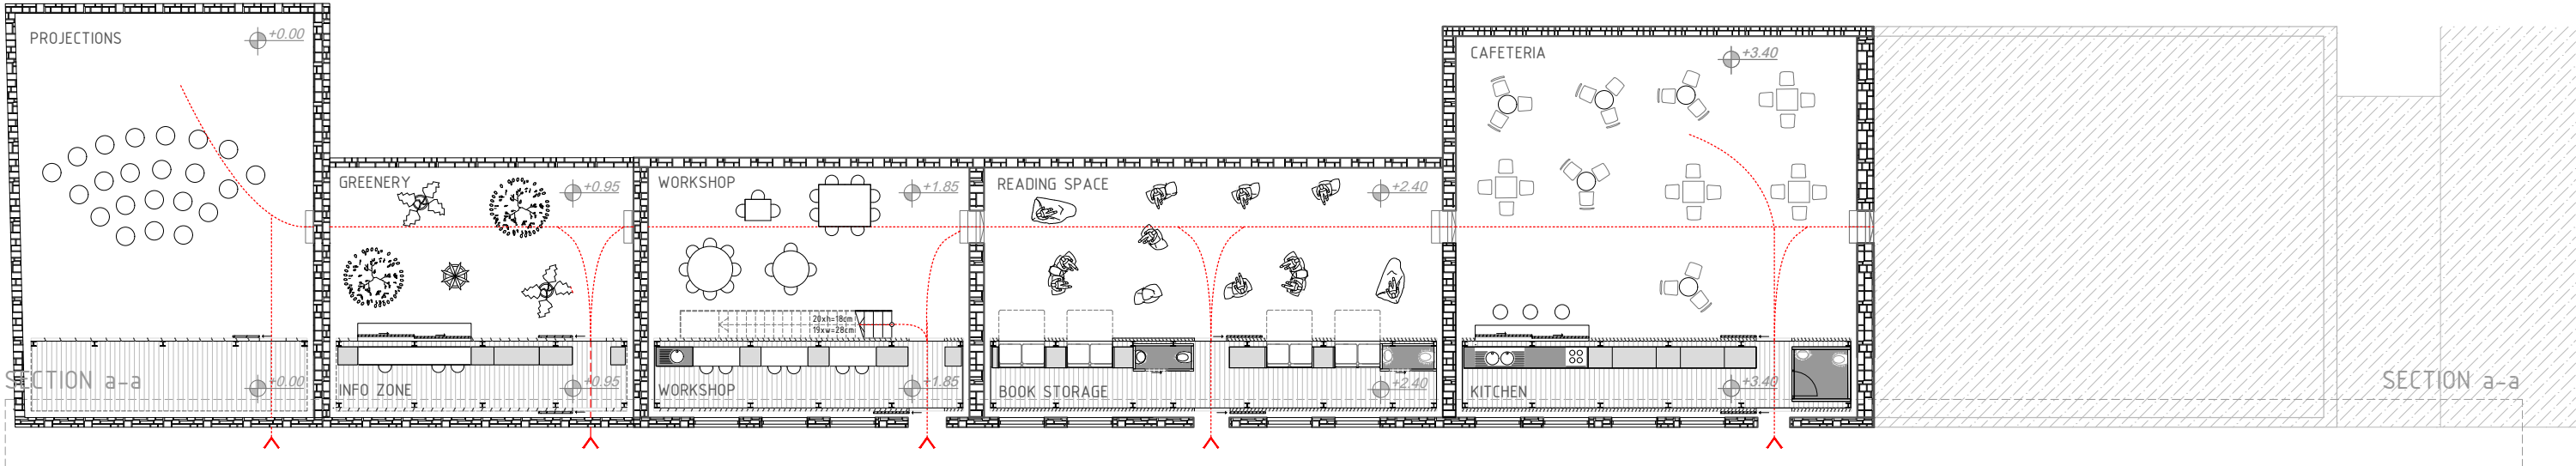 PROJECTIONS
+0.00
CAFETERIA
+3.40
GREENERY
+0.95
WORKSHOP
+1.85
READING SPACE
+2.40
20xh=18cm
19xw=28cm
SECTION a-a
+0.00
INFO ZONE
+0.95
WORKSHOP
+1.85
BOOK STORAGE
+2.40
KITCHEN
+3.40
SECTION a-a